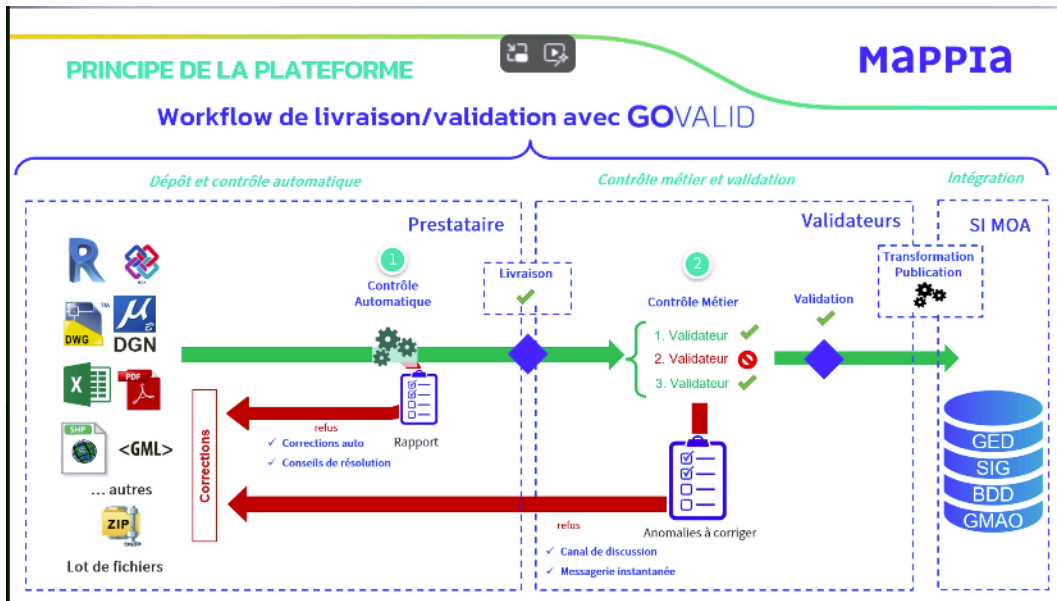 PRINCIPE DE LA PLATEFORME
MaPPIa
Workflow de livraison/validation avec GOVALID
Dépôt et contrôle automatique
Contrôle métier et validation
Intégration
Prestataire
Validateurs
SI MOA
R
1
Contrôle
Automatique
Livraison
2
Contrôle Métier
Validation
Transformation
Publication
DWG
DGN
1. Validateur
2. Validateur
3. Validateur
X
PDF
SHP
<GML>
... autres
ZIP
Lot de fichiers
Corrections
refus
Corrections auto
Conseils de résolution
Rapport
refus
Anomalies à corriger
Canal de discussion
Messagerie instantanée
GED
SIG
BDD
GMAO